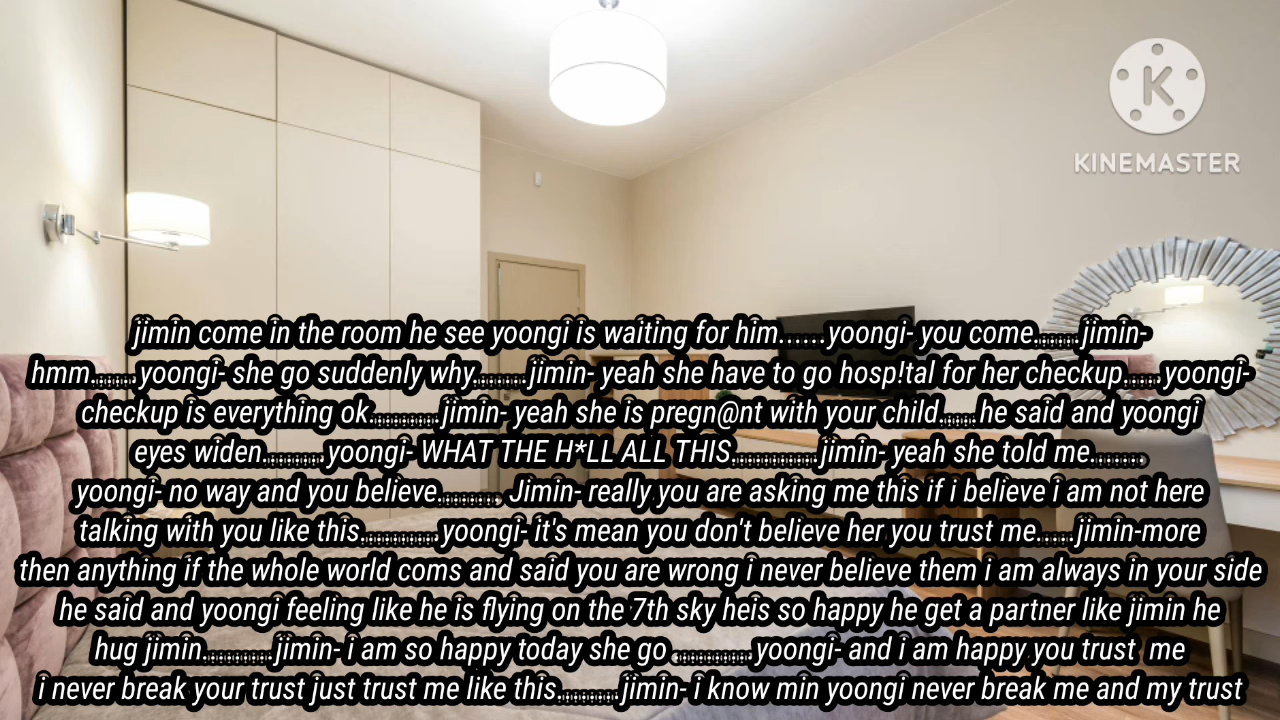 KINEMASTER
jimin come in the room he see yoongi is waiting for him......yoongi- you come.......jimin-
hmm.......yoongi- she go suddenly why........jimin- yeah she have to go hosp!tal for her checkup......yoongi-
checkup is everything ok..........jimin- yeah she is pregn@nt with your child......he said and yoongi
eyes widen.........yoongi- WHAT THE H*LL ALL THIS.............jimin- yeah she told me........
yoongi- no way and you believe......... Jimin- really you are asking me this if i believe i am not here
talking with you like this...........yoongi- it's mean you don't believe her you trust me.....jimin-more
then anything if the whole world coms and said you are wrong i never believe them i am always in your side
he said and yoongi feeling like he is flying on the 7th sky heis so happy he get a partner like jimin he
hug jimin..........jimin- i am so happy today she go ............yoongi- and i am happy you trust  me
i never break your trust just trust me like this.........jimin- i know min yoongi never break me and my trust